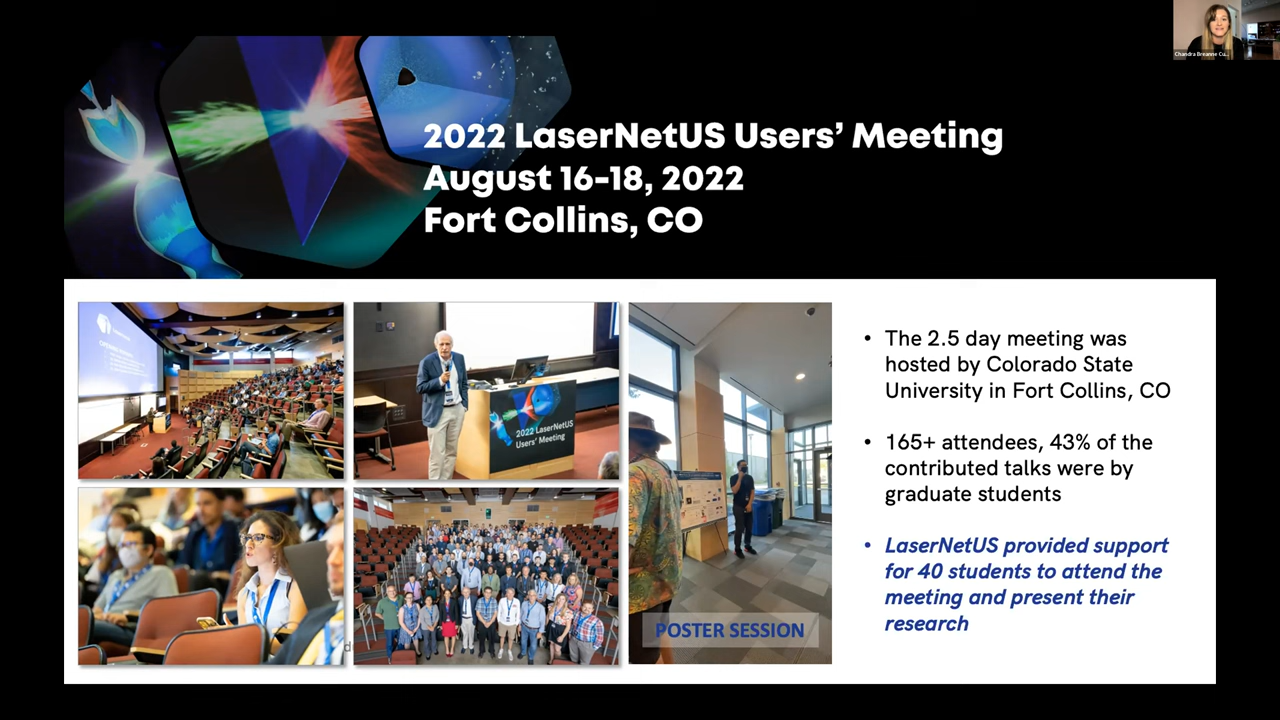 Chandra Breanne Cu...
2022 LaserNetUS Users' Meeting
August 16-18, 2022
Fort Collins, CO
2022 LaserNetUS
Users' Meeting
POSTER SESSION
• The 2.5 day meeting was
hosted by Colorado State
University in Fort Collins, CO
• 165+ attendees, 43% of the
contributed talks were by
graduate students
• LaserNetUS provided support
for 40 students to attend the
meeting and present their
research